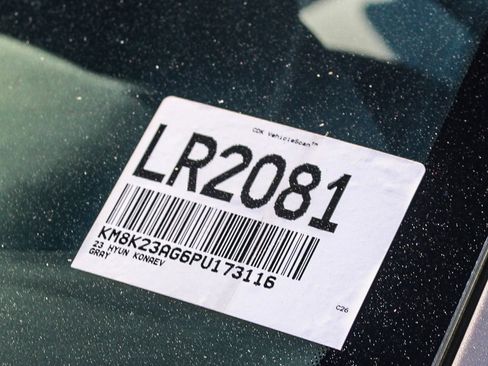 CDK VehicleScan™
LR2081
KM8K23AG6PU173116
23 HYUN KONAEV
GRAY
C26